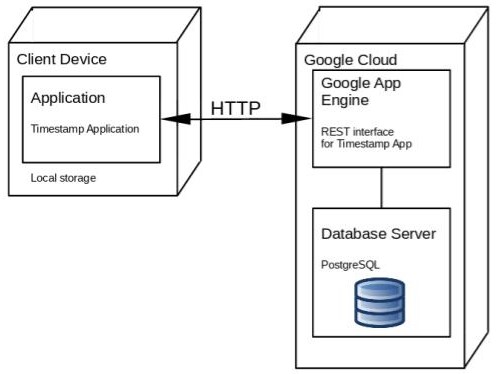 Client Device
Application
Timestamp Application
Local storage
HTTP
Google Cloud
Google App
Engine
REST interface
for Timestamp App
Database Server
PostgreSQL